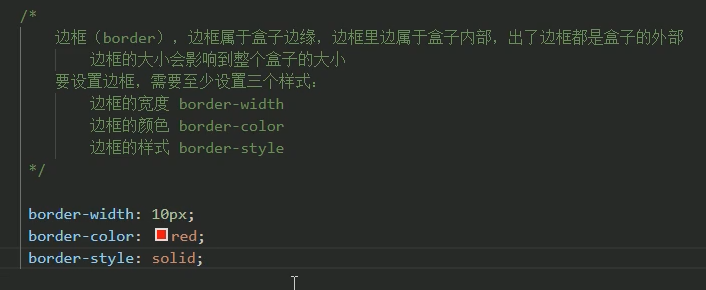 /*
边框（border），边框属于盒子边缘，边框里边属于盒子内部，出了边框都是盒子的外部
边框的大小会影响到整个盒子的大小
要设置边框，需要至少设置三个样式：
边框的宽度 border-width
边框的颜色 border-color
边框的样式 border-style
*/
border-width: 10px;
border-color: red;
border-style: solid;